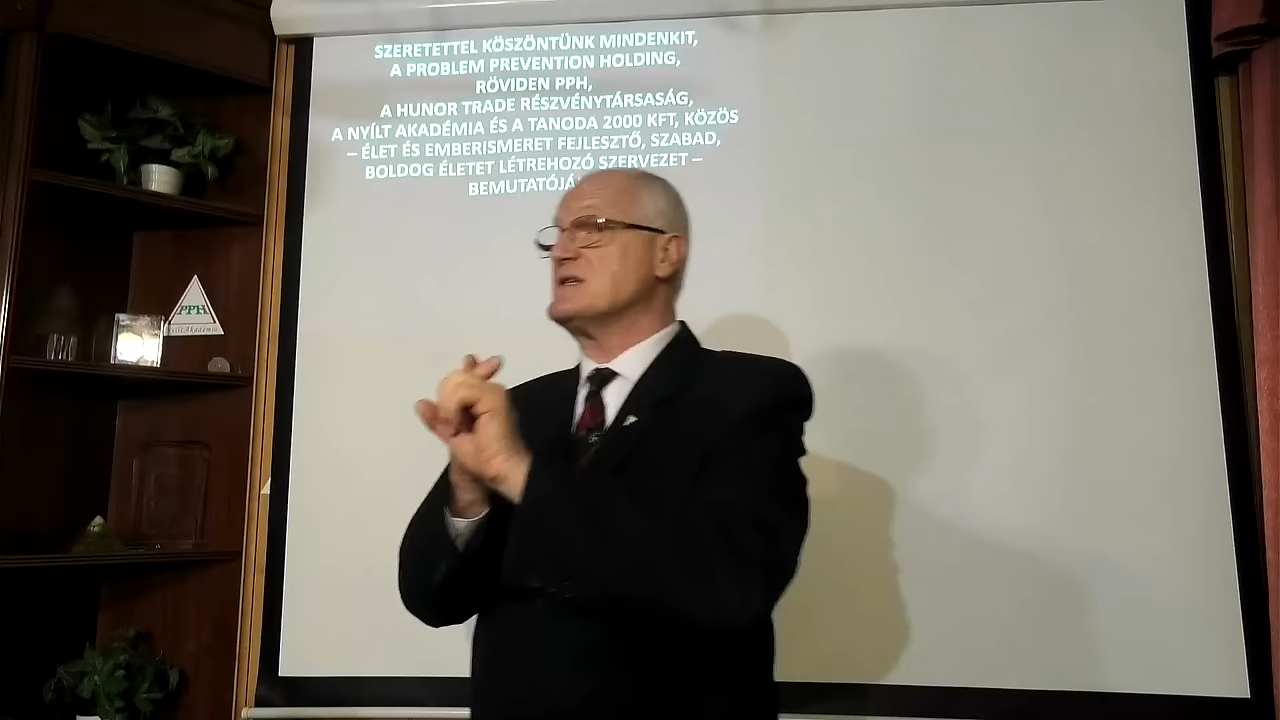 SZERETETTEL KÖSZÖNTÜNK MINDENKIT,
A PROBLEM PREVENTION HOLDING,
RÖVIDEN PPH,
A HUNOR TRADE RÉSZVÉNYTÁRSASÁG,
A NYÍLT AKADÉMIA ÉS A TANODA 2000 KFT, KÖZÖS
– ÉLET ÉS EMBERISMERET FEJLESZTŐ, SZABAD,
BOLDOG ÉLETET LÉTREHOZÓ SZERVEZET –
PPH